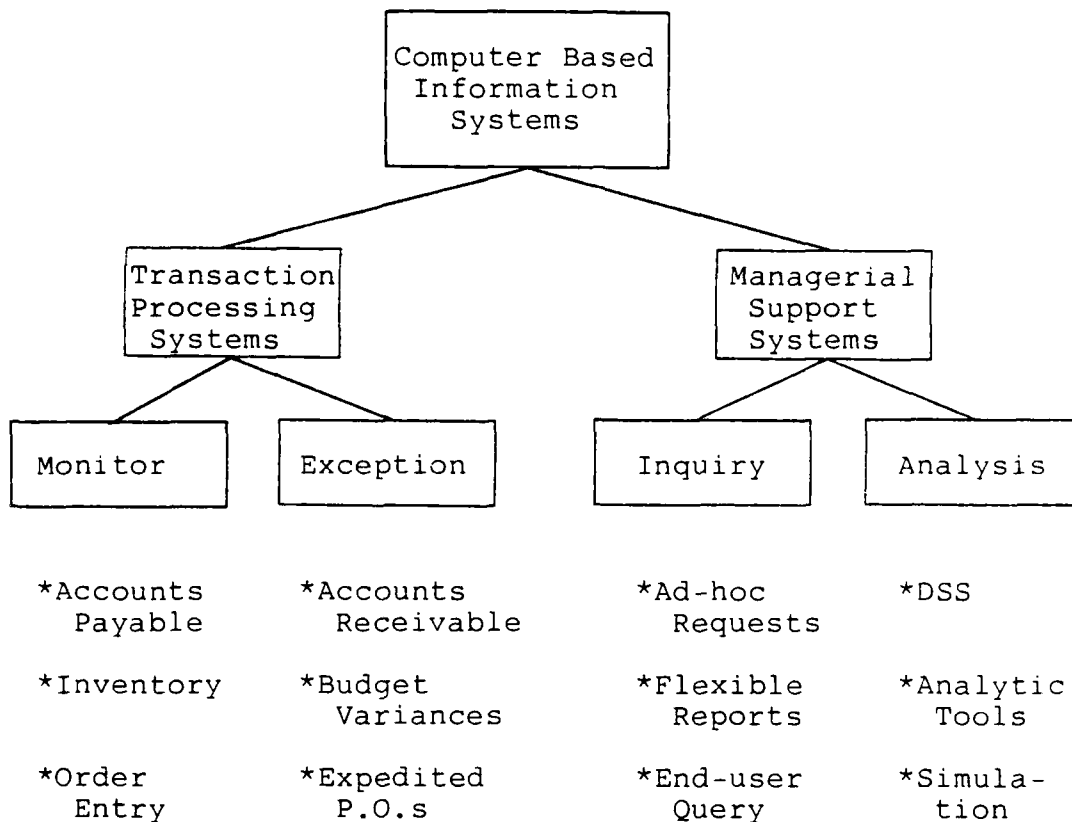 Computer Based
Information
Systems
Transaction
Processing
Systems
Managerial
Support
Systems
Monitor
Exception
Inquiry
Analysis
*Accounts
Payable
*Inventory
*Order
Entry
*Accounts
Receivable
*Budget
Variances
*Expedited
P.O.s
*Ad-hoc
Requests
*Flexible
Reports
*End-user
Query
*DSS
*Analytic
Tools
*Simula-
tion